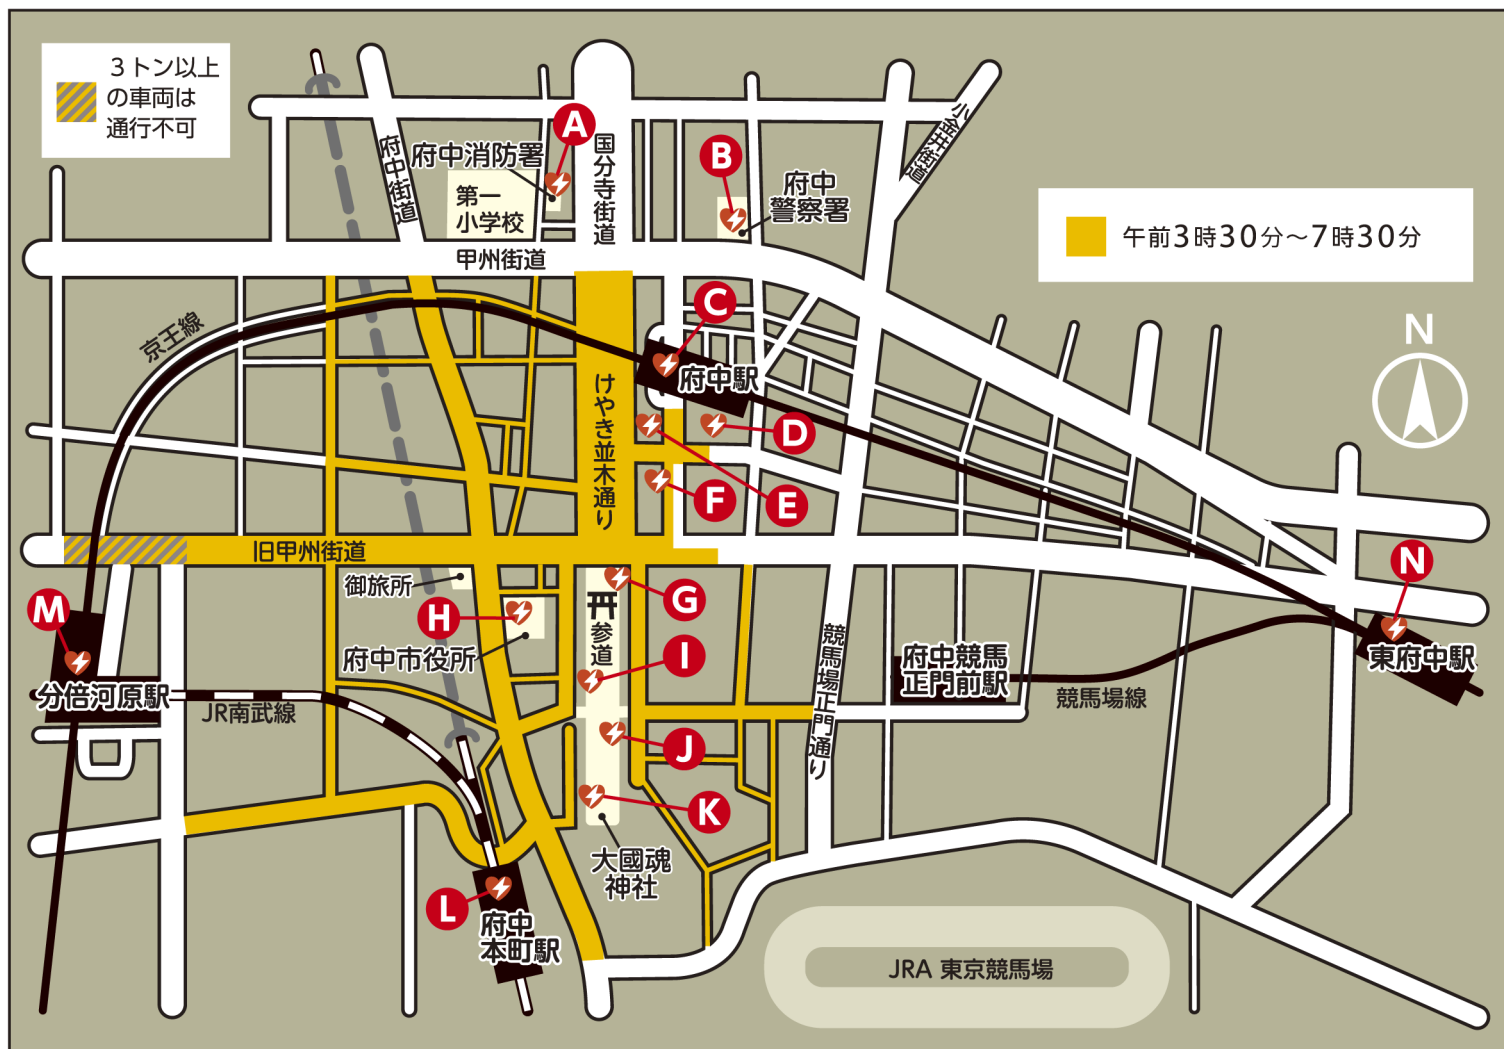 ３トン以上
の車両は
通行不可
A
府中消防署
第一
小学校
府中街道
国分寺街道
B
府中
警察署
小金井街道
午前3時30分～7時30分
甲州街道
京王線
C
府中駅
N
けやき並木通り
D
E
F
旧甲州街道
御旅所
G
H
参道
府中市役所
I
M
分倍河原駅
JR南武線
J
K
競馬場正門通り
府中競馬
正門前駅
競馬場線
N
東府中駅
大國魂
神社
L
府中
本町駅
JRA 東京競馬場